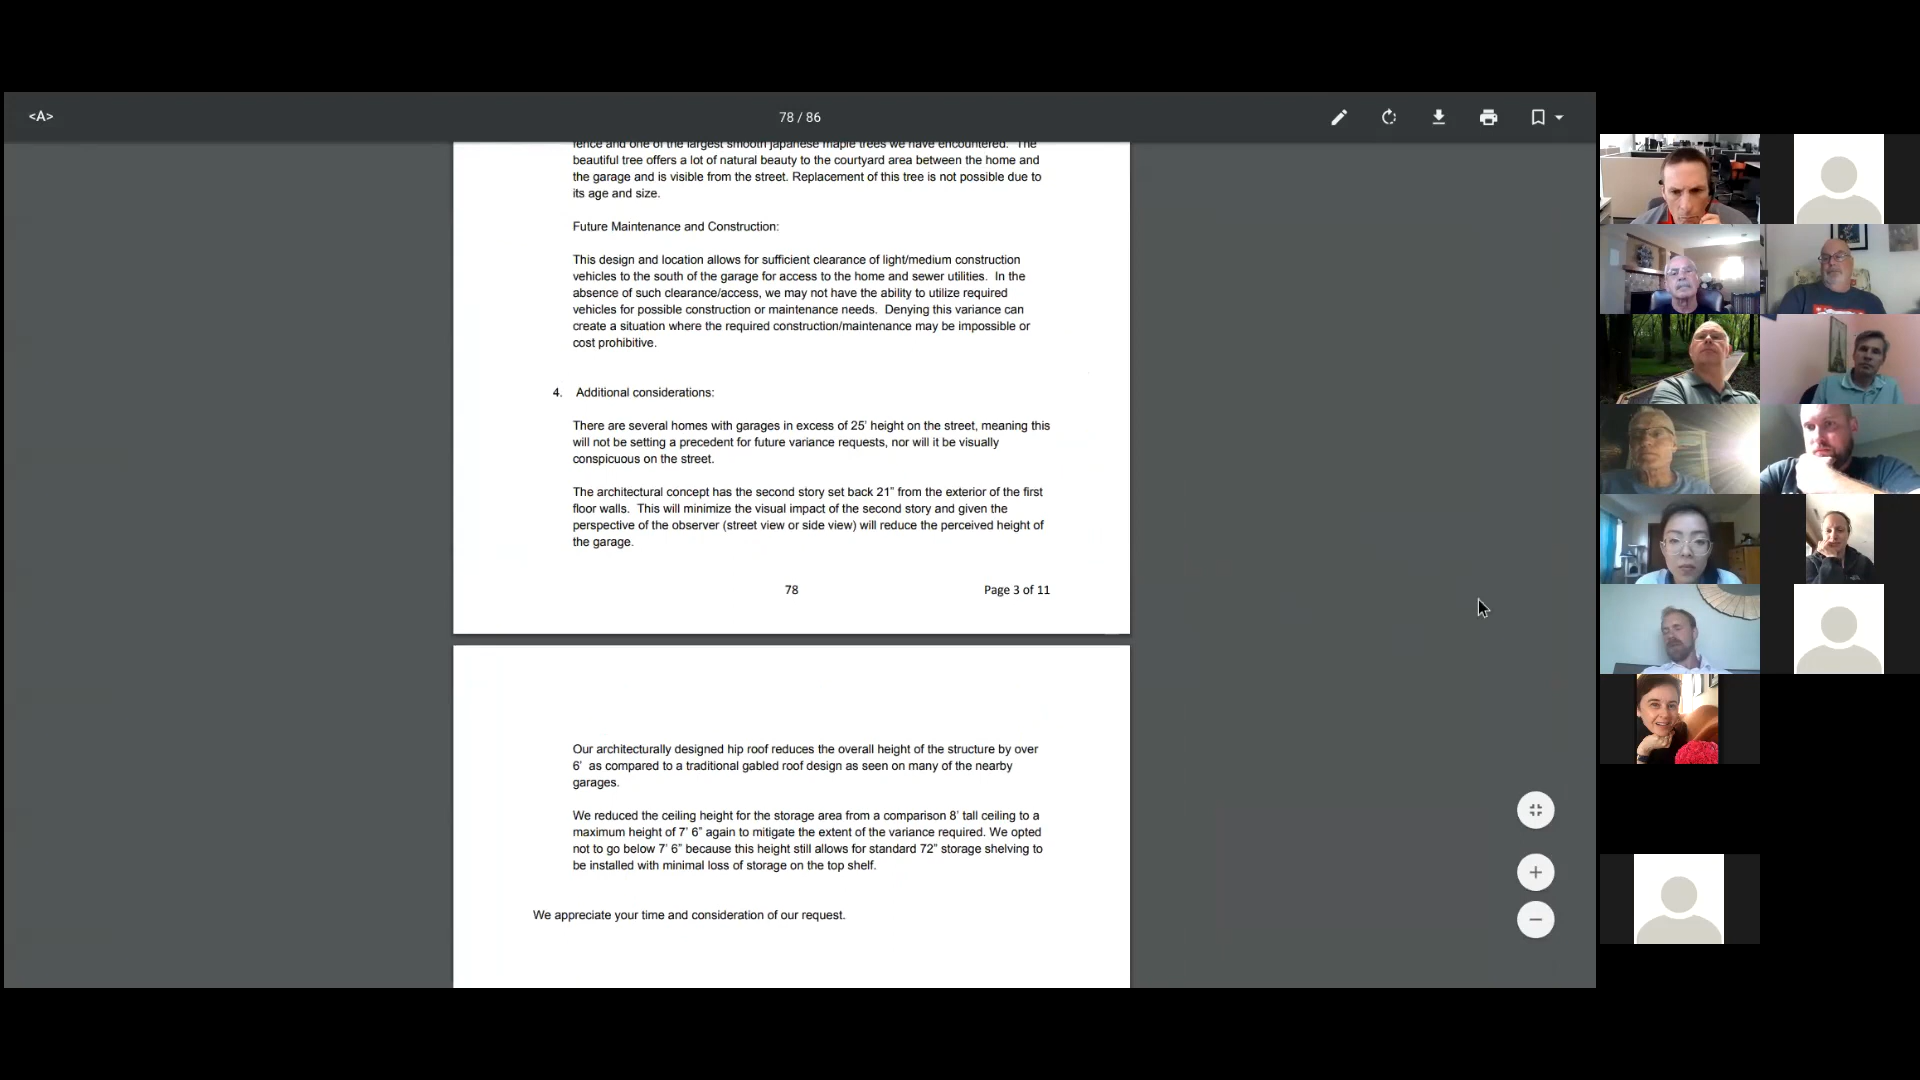 <A>
78 / 86
fence and one of the largest smooth japanese maple trees we have encountered. The
beautiful tree offers a lot of natural beauty to the courtyard area between the home and
the garage and is visible from the street. Replacement of this tree is not possible due to
its age and size.
Future Maintenance and Construction:
This design and location allows for sufficient clearance of light/medium construction
vehicles to the south of the garage for access to the home and sewer utilities. In the
absence of such clearance/access, we may not have the ability to utilize required
vehicles for possible construction or maintenance needs. Denying this variance can
create a situation where the required construction/maintenance may be impossible or
cost prohibitive.
4. Additional considerations:
There are several homes with garages in excess of 25' height on the street, meaning this
will not be setting a precedent for future variance requests, nor will it be visually
conspicuous on the street.
The architectural concept has the second story set back 21" from the exterior of the first
floor walls. This will minimize the visual impact of the second story and given the
perspective of the observer (street view or side view) will reduce the perceived height of
the garage.
78 Page 3 of 11
Our architecturally designed hip roof reduces the overall height of the structure by over
6' as compared to a traditional gabled roof design as seen on many of the nearby
garages.
We reduced the ceiling height for the storage area from a comparison 8' tall ceiling to a
maximum height of 7' 6" again to mitigate the extent of the variance required. We opted
not to go below 7' 6" because this height still allows for standard 72" storage shelving to
be installed with minimal loss of storage on the top shelf.
We appreciate your time and consideration of our request.